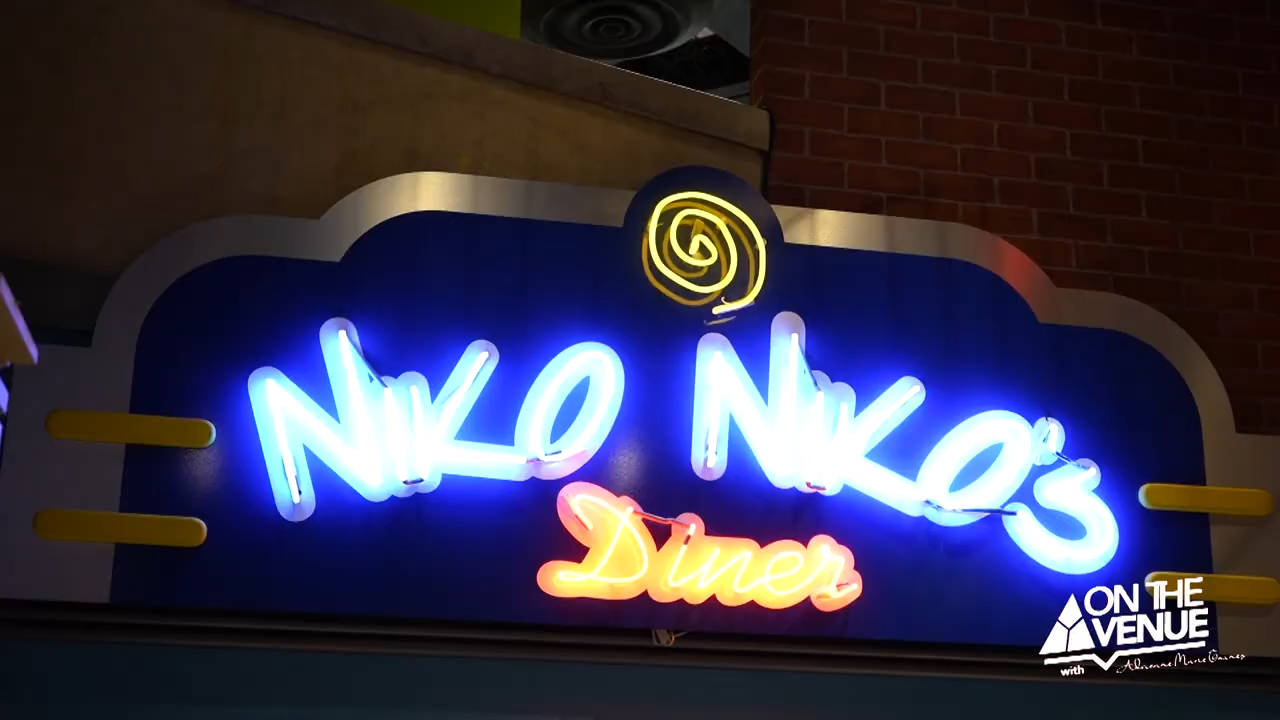 NIKO NIKO's
Diner
ON THE
AVENUE
with